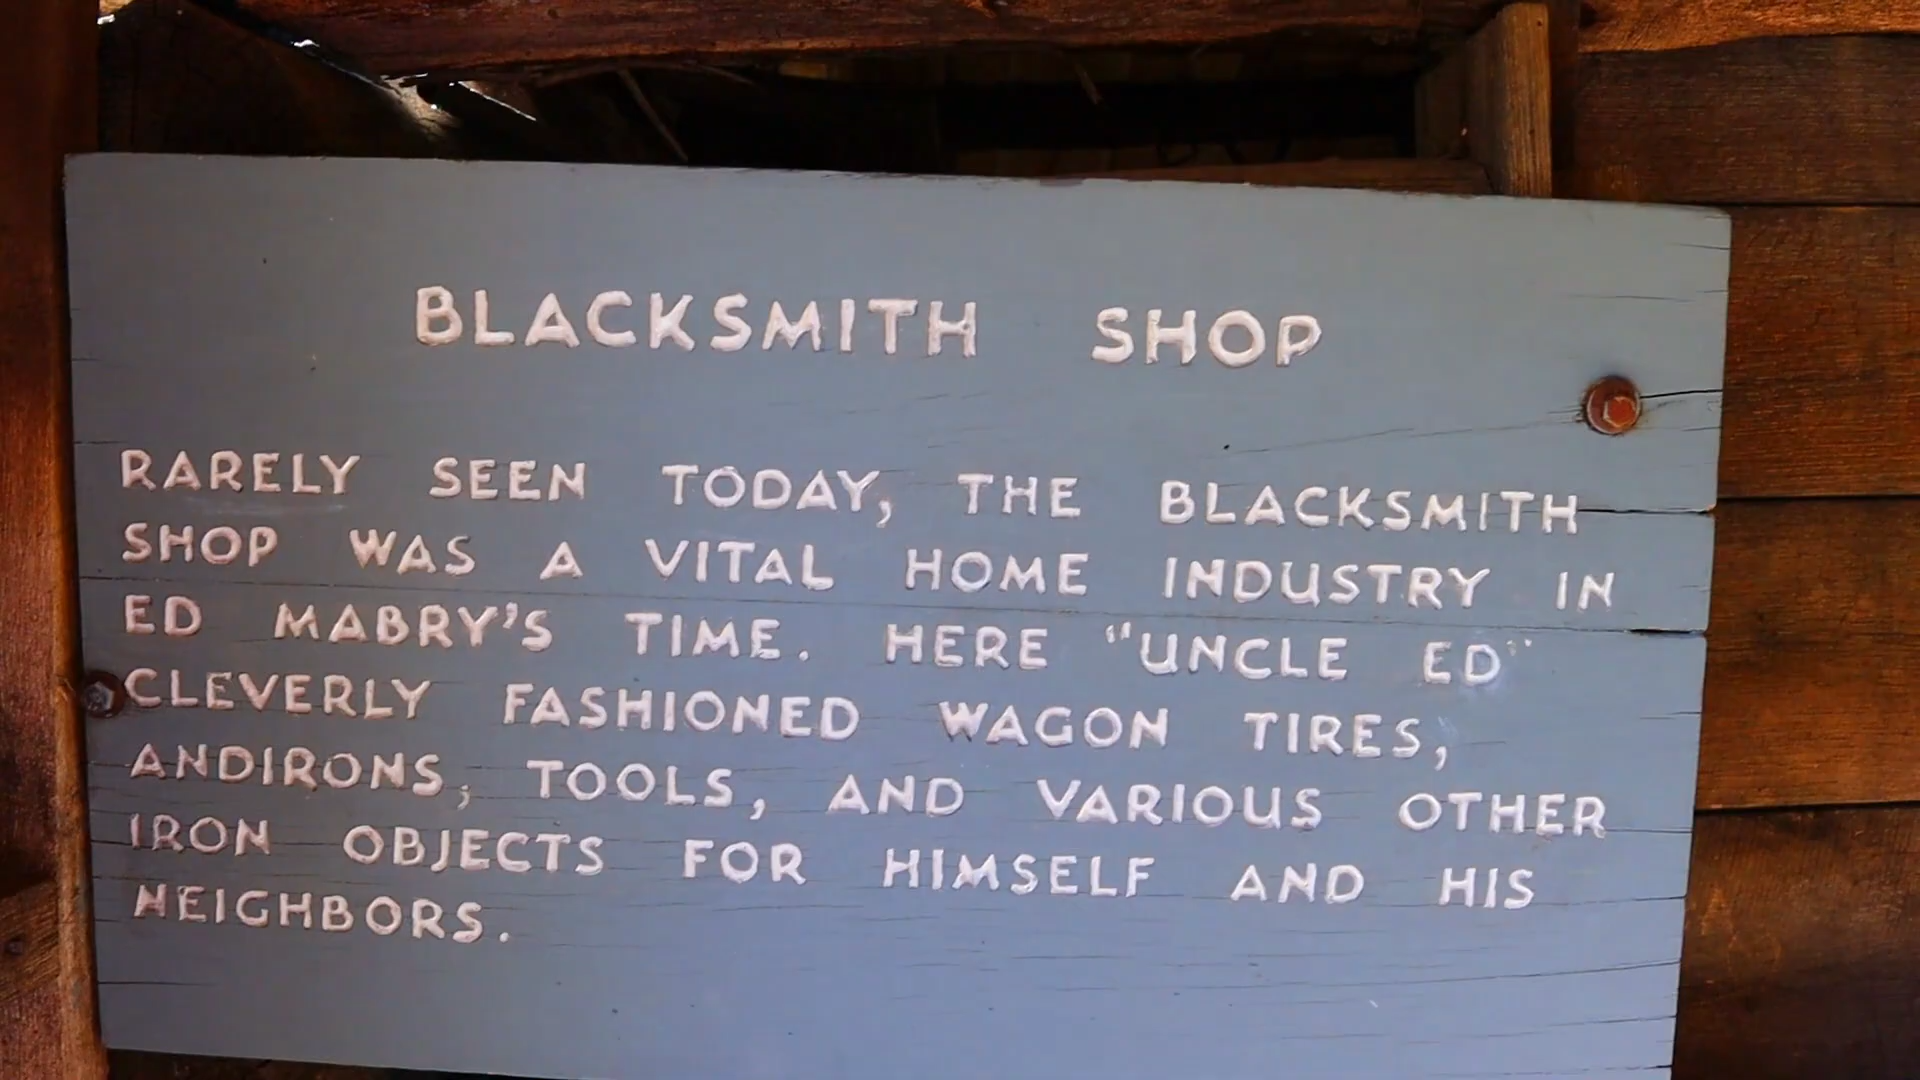 BLACKSMITH SHOP
RARELY SEEN TODAY, THE BLACKSMITH
SHOP WAS A VITAL HOME INDUSTRY IN
ED MABRY'S TIME. HERE "UNCLE ED"
CLEVERLY FASHIONED WAGON TIRES,
ANDIRONS, TOOLS, AND VARIOUS OTHER
IRON OBJECTS FOR HIMSELF AND HIS
NEIGHBORS.